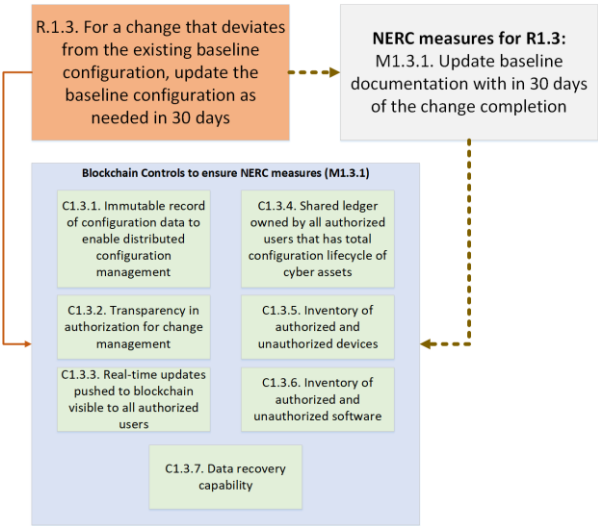 R.1.3. For a change that deviates
from the existing baseline
configuration, update the
baseline configuration as
needed in 30 days
NERC measures for R1.3:
M1.3.1. Update baseline
documentation with in 30 days
of the change completion
Blockchain Controls to ensure NERC measures (M1.3.1)
C1.3.1. Immutable record
of configuration data to
enable distributed
configuration management
C1.3.4. Shared ledger
owned by all authorized
users that has total
configuration lifecycle of
cyber assets
C1.3.2. Transparency in
authorization for change
management
C1.3.5. Inventory of
authorized and
unauthorized devices
C1.3.3. Real-time updates
pushed to blockchain
visible to all authorized
users
C1.3.6. Inventory of
authorized and
unauthorized software
C1.3.7. Data recovery
capability